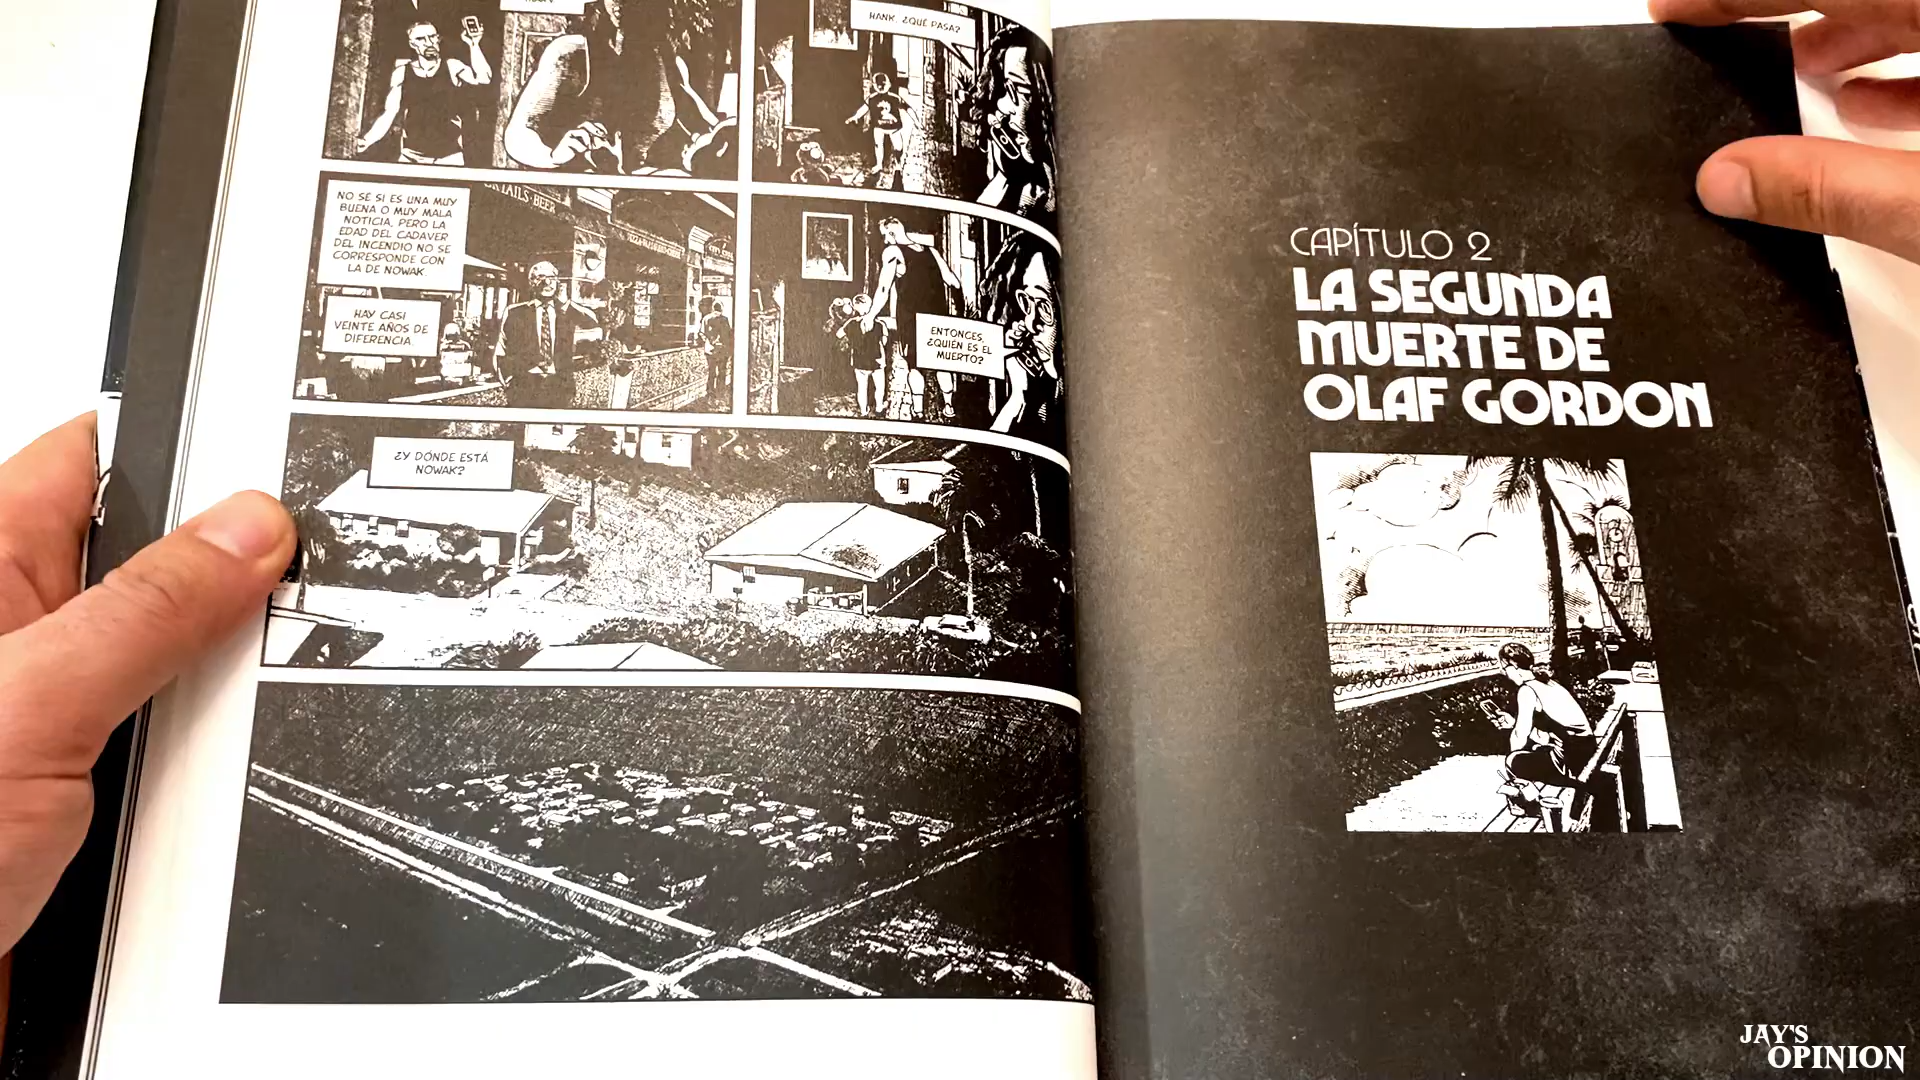 HANK, ¿QUÉ PASA?
NO SÉ SI ES UNA MUY
BUENA O MUY MALA
NOTICIA, PERO LA
EDAD DEL CADAVER
DEL INCENDIO NO SE
CORRESPONDE CON
LA DE NOWAK.
HAY CASI
VEINTE AÑOS DE
DIFERENCIA.
ENTONCES,
¿QUIÉN ES EL
MUERTO?
¿Y DÓNDE ESTÁ
NOWAK?
CAPÍTULO 2
LA SEGUNDA
MUERTE DE
OLAF GORDON
JAY'S
OPINION